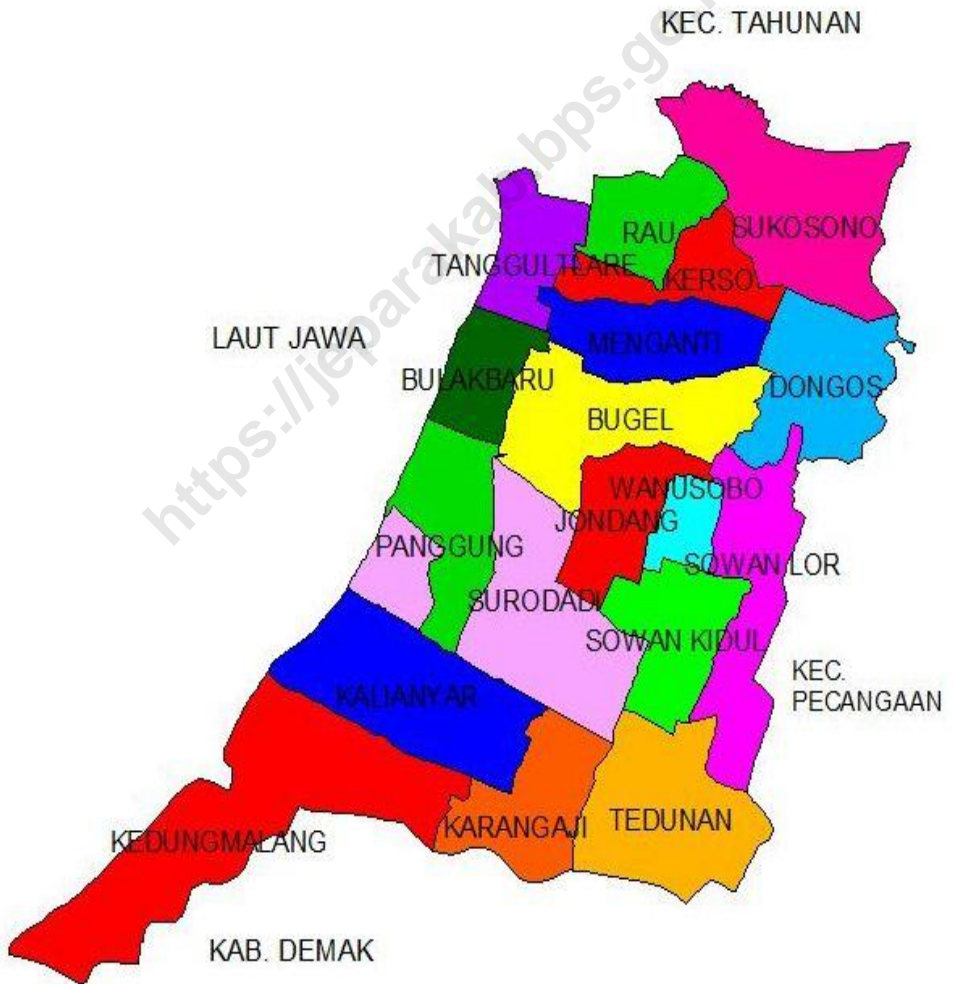 KEC. TAHUNAN
https://jeparakab.bps.go
SUKOSONO
RAU
TANGGULTLARE
KERSO
LAUT JAWA
MENGANTI
BULAKBARU
DONGOS
BUGEL
WANUSOBO
JONDANG
PANGGUNG
SOWAN LOR
SURODADI
SOWAN KIDUL
KEC.
PECANGAAN
KALIANYAR
KARANGAJI
TEDUNAN
KEDUNGMALANG
KAB. DEMAK